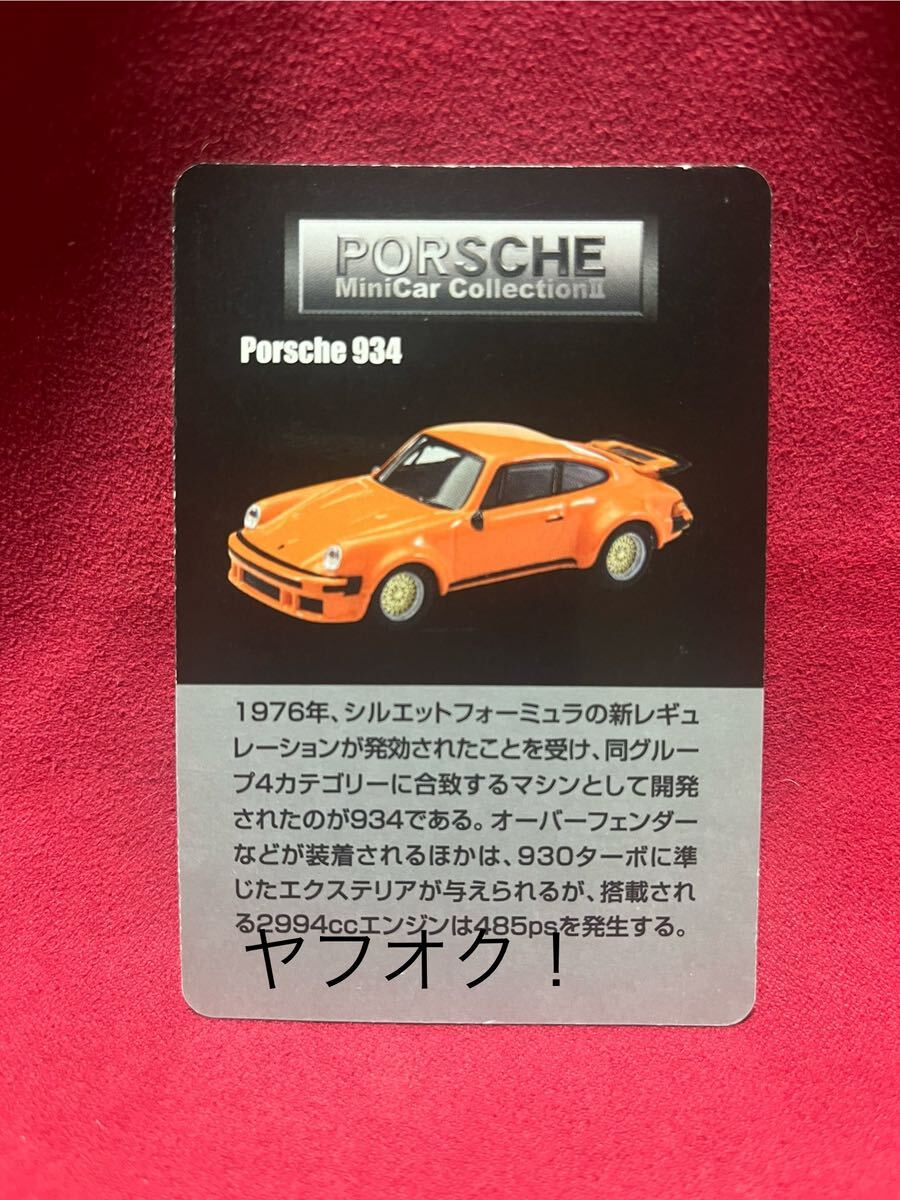 PORSCHE
MiniCar CollectionⅡ
Porsche 934
1976年、シルエットフォーミュラの新レギュ
レーションが発効されたことを受け、同グルー
プ4カテゴリーに合致するマシンとして開発
されたのが934である。オーバーフェンダー
などが装着されるほかは、930ターボに準
じたエクステリアが与えられるが、搭載され
る2994ccエンジンは485psを発生する。
ヤフオク！